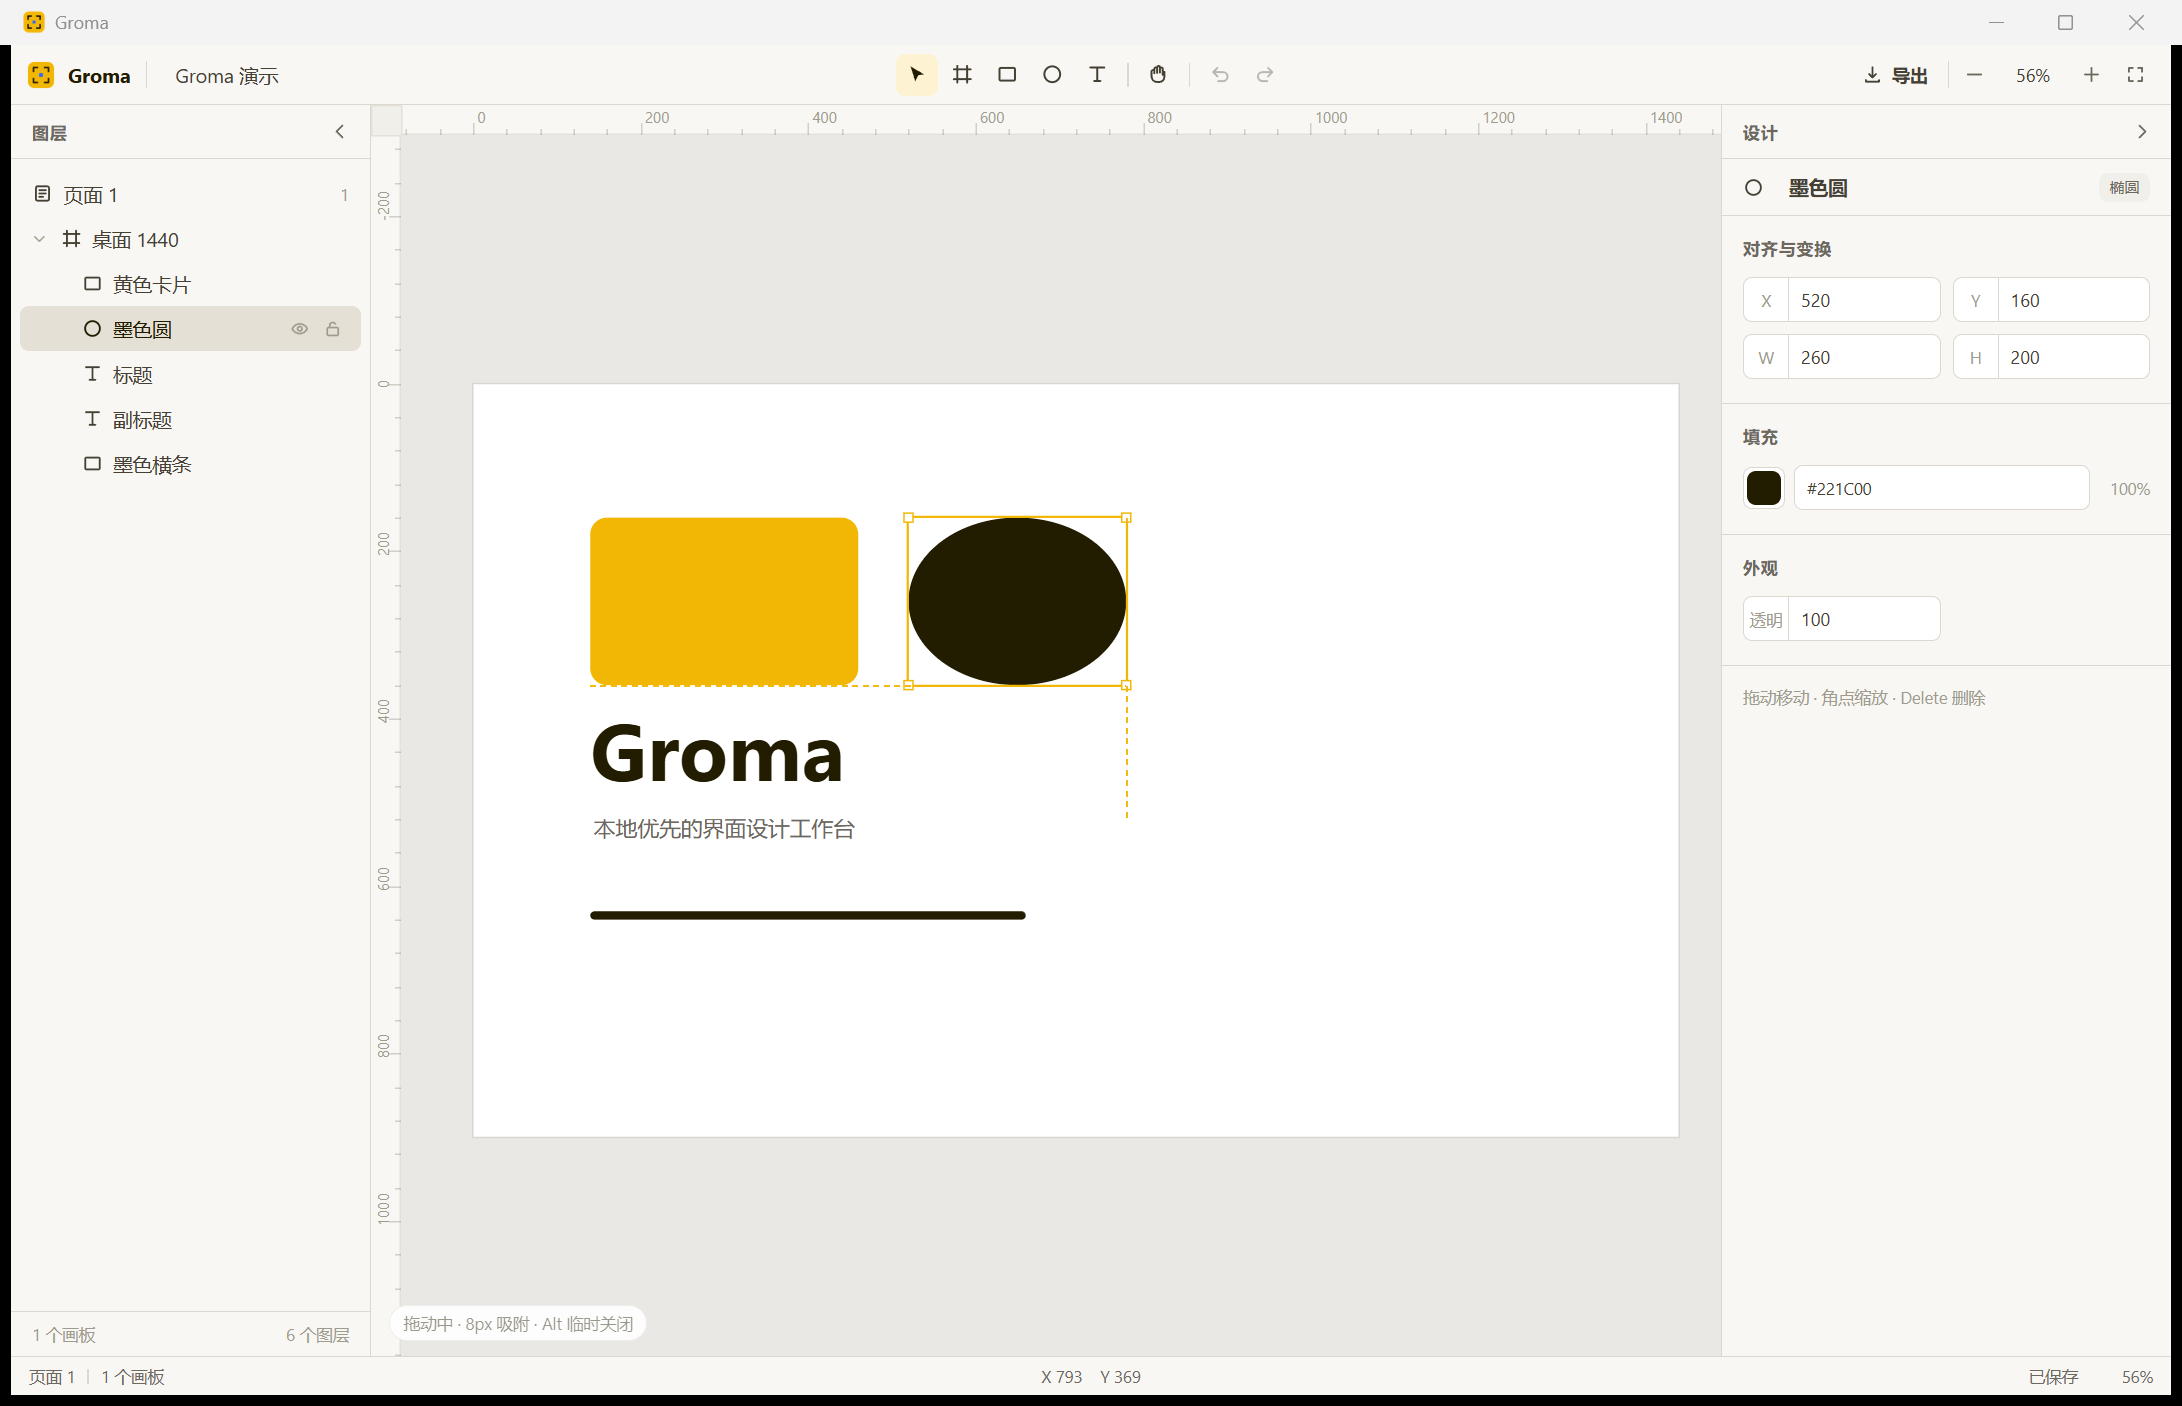 Groma
Groma
Groma 演示
导出
56%
图层
页面 1
1
桌面 1440
黄色卡片
墨色圆
标题
副标题
墨色横条
1 个画板
6 个图层
0
200
400
600
800
1000
1200
1400
-200
0
200
400
600
800
1000
Groma
本地优先的界面设计工作台
拖动中 · 8px 吸附 · Alt 临时关闭
设计
墨色圆
椭圆
对齐与变换
X 520
Y 160
W 260
H 200
填充
#221C00
100%
外观
透明 100
拖动移动 · 角点缩放 · Delete 删除
页面 1
1 个画板
X 793 Y 369
已保存
56%